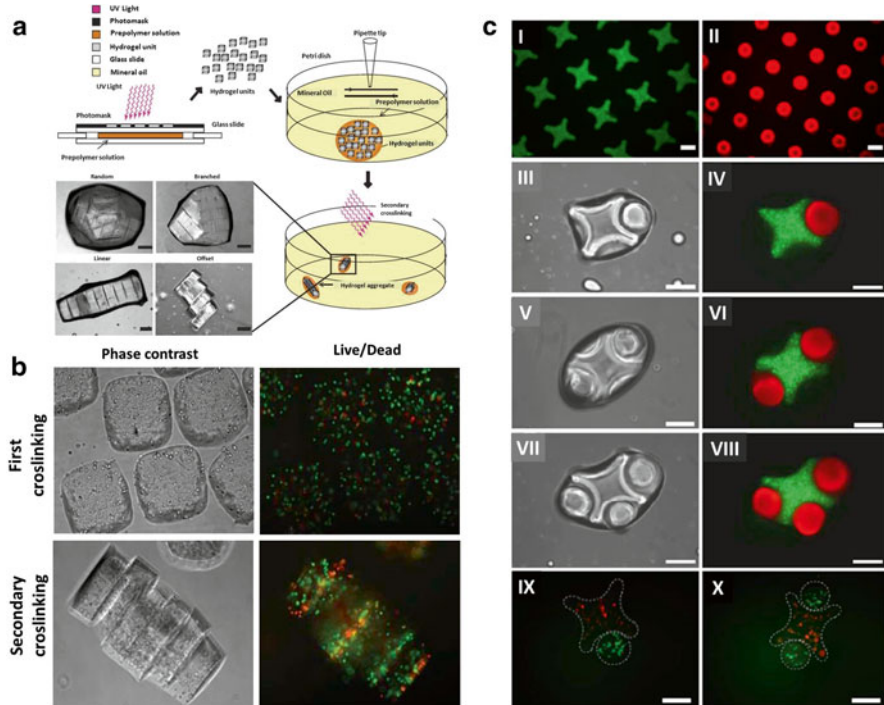 a
UV Light
Photomask
Prepolymer solution
Hydrogel unit
Glass slide
Mineral oil
UV Light
Photomask
Glass slide
Prepolymer solution
Hydrogel units
Pipette tip
Petri dish
Mineral Oil
Prepolymer solution
Hydrogel units
Secondary
crosslinking
Hydrogel aggregate
Random
Branched
Linear
Offset
b
Phase contrast
Live/Dead
First
croslinking
Secondary
croslinking
c
I
II
III
IV
V
VI
VII
VIII
IX
X